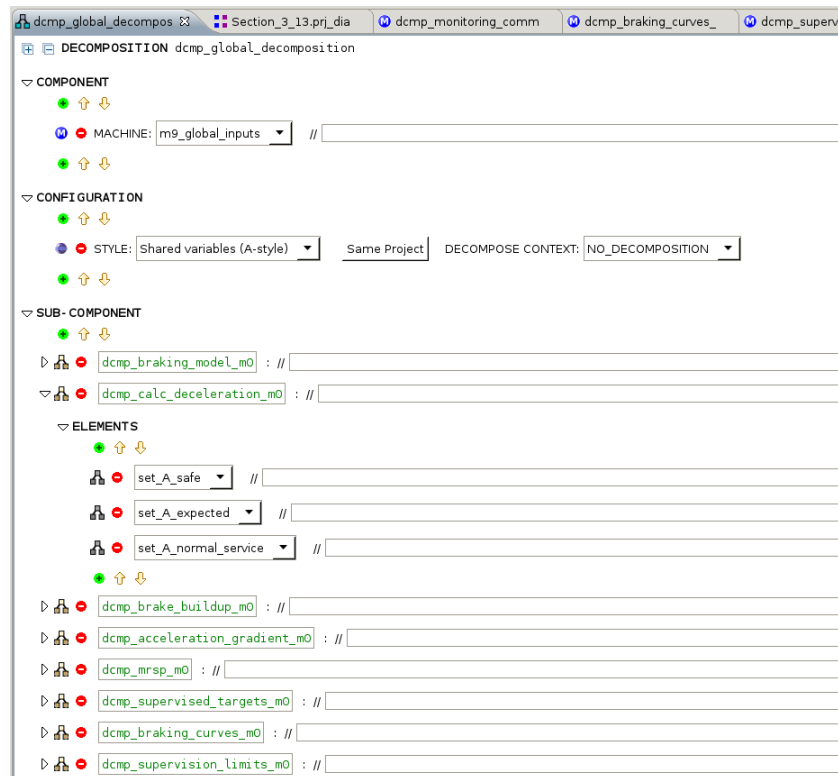 dcmp_global_decompos Section_3_13.prj_dia dcmp_monitoring_comm dcmp_braking_curves_ dcmp_superv
DECOMPOSITION dcmp_global_decomposition
COMPONENT
M MACHINE: m9_global_inputs //
CONFIGURATION
STYLE: Shared variables (A-style) Same Project DECOMPOSE CONTEXT: NO_DECOMPOSITION
SUB-COMPONENT
dcmp_braking_model_m0 : //
dcmp_calc_deceleration_m0 : //
ELEMENTS
set_A_safe //
set_A_expected //
set_A_normal_service //
dcmp_brake_buildup_m0 : //
dcmp_acceleration_gradient_m0 : //
dcmp_mrsp_m0 : //
dcmp_supervised_targets_m0 : //
dcmp_braking_curves_m0 : //
dcmp_supervision_limits_m0 : //